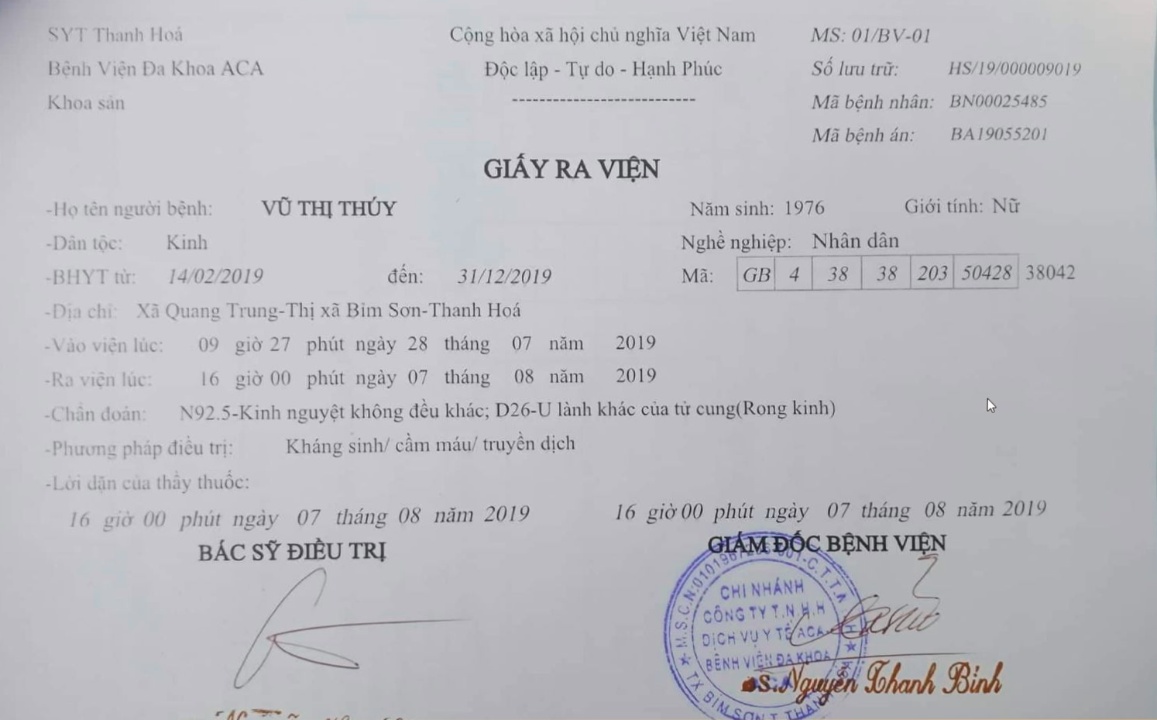 SYT Thanh Hoá Cộng hòa xã hội chủ nghĩa Việt Nam MS: 01/BV-01
Bệnh Viện Đa Khoa ACA Độc lập - Tự do - Hạnh Phúc Số lưu trữ: HS/19/000009019
Khoa sản Mã bệnh nhân: BN00025485
Mã bệnh án: BA19055201
GIẤY RA VIỆN
-Họ tên người bệnh: VŨ THỊ THÚY Năm sinh: 1976 Giới tính: Nữ
-Dân tộc: Kinh Nghề nghiệp: Nhân dân
-BHYT từ: 14/02/2019 đến: 31/12/2019 Mã: GB 4 38 38 203 50428 38042
-Địa chỉ: Xã Quang Trung-Thị xã Bỉm Sơn-Thanh Hoá
-Vào viện lúc: 09 giờ 27 phút ngày 28 tháng 07 năm 2019
-Ra viện lúc: 16 giờ 00 phút ngày 07 tháng 08 năm 2019
-Chẩn đoán: N92.5-Kinh nguyệt không đều khác; D26-U lành khác của tử cung(Rong kinh)
-Phương pháp điều trị: Kháng sinh/ cầm máu/ truyền dịch
-Lời dặn của thầy thuốc:
16 giờ 00 phút ngày 07 tháng 08 năm 2019 16 giờ 00 phút ngày 07 tháng 08 năm 2019
BÁC SỸ ĐIỀU TRỊ GIÁM ĐỐC BỆNH VIỆN
CHI NHÁNH
CÔNG TY T.N.H.H
DỊCH VỤ Y TẾ ACA
BỆNH VIỆN ĐA KHOA
Nguyễn Thanh Bình